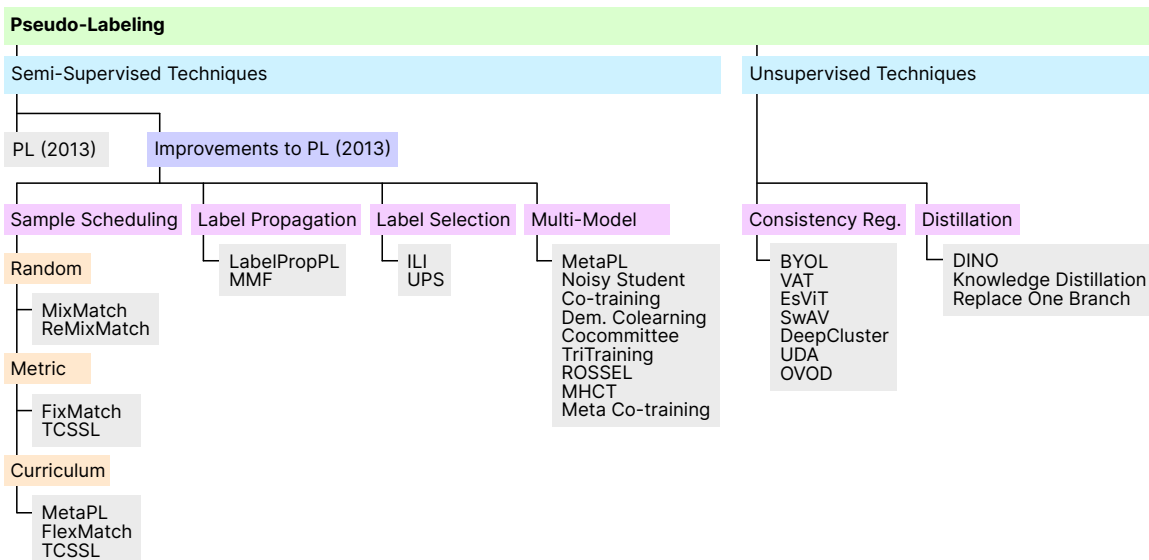 Pseudo-Labeling
Semi-Supervised Techniques
Unsupervised Techniques
PL (2013)
Improvements to PL (2013)
Sample Scheduling
Label Propagation
Label Selection
Multi-Model
Consistency Reg.
Distillation
Random
MixMatch
ReMixMatch
Metric
FixMatch
TCSSL
Curriculum
MetaPL
FlexMatch
TCSSL
LabelPropPL
MMF
ILI
UPS
MetaPL
Noisy Student
Co-training
Dem. Colearning
Cocommittee
TriTraining
ROSSEL
MHCT
Meta Co-training
BYOL
VAT
EsViT
SwAV
DeepCluster
UDA
OVOD
DINO
Knowledge Distillation
Replace One Branch